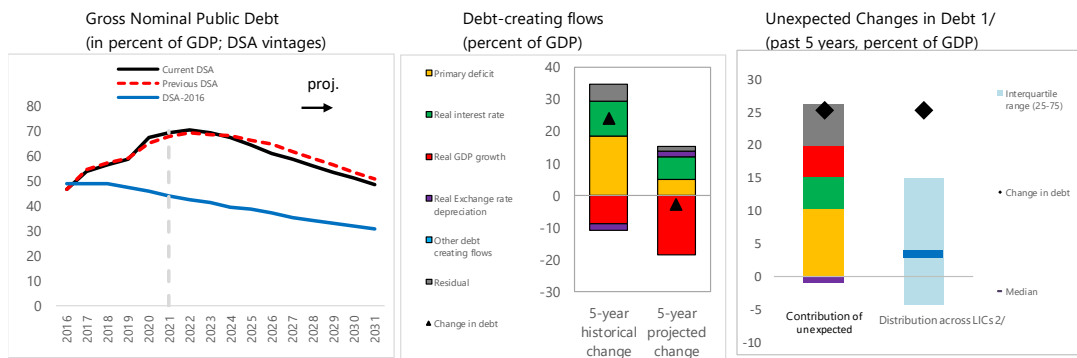 Gross Nominal Public Debt
(in percent of GDP; DSA vintages)
Current DSA
Previous DSA
DSA-2016
proj.
80
70
60
50
40
30
20
10
0
2016
2017
2018
2019
2020
2021
2022
2023
2024
2025
2026
2027
2028
2029
2030
2031
Debt-creating flows
(percent of GDP)
Primary deficit
Real interest rate
Real GDP growth
Real Exchange rate
depreciation
Other debt
creating flows
Residual
Change in debt
40
30
20
10
0
-10
-20
-30
5-year
historical
change
5-year
projected
change
Unexpected Changes in Debt 1/
(past 5 years, percent of GDP)
30
25
20
15
10
5
0
-5
-10
Contribution of
unexpected
Distribution across LICs 2/
Interquartile
range (25-75)
Change in debt
Median